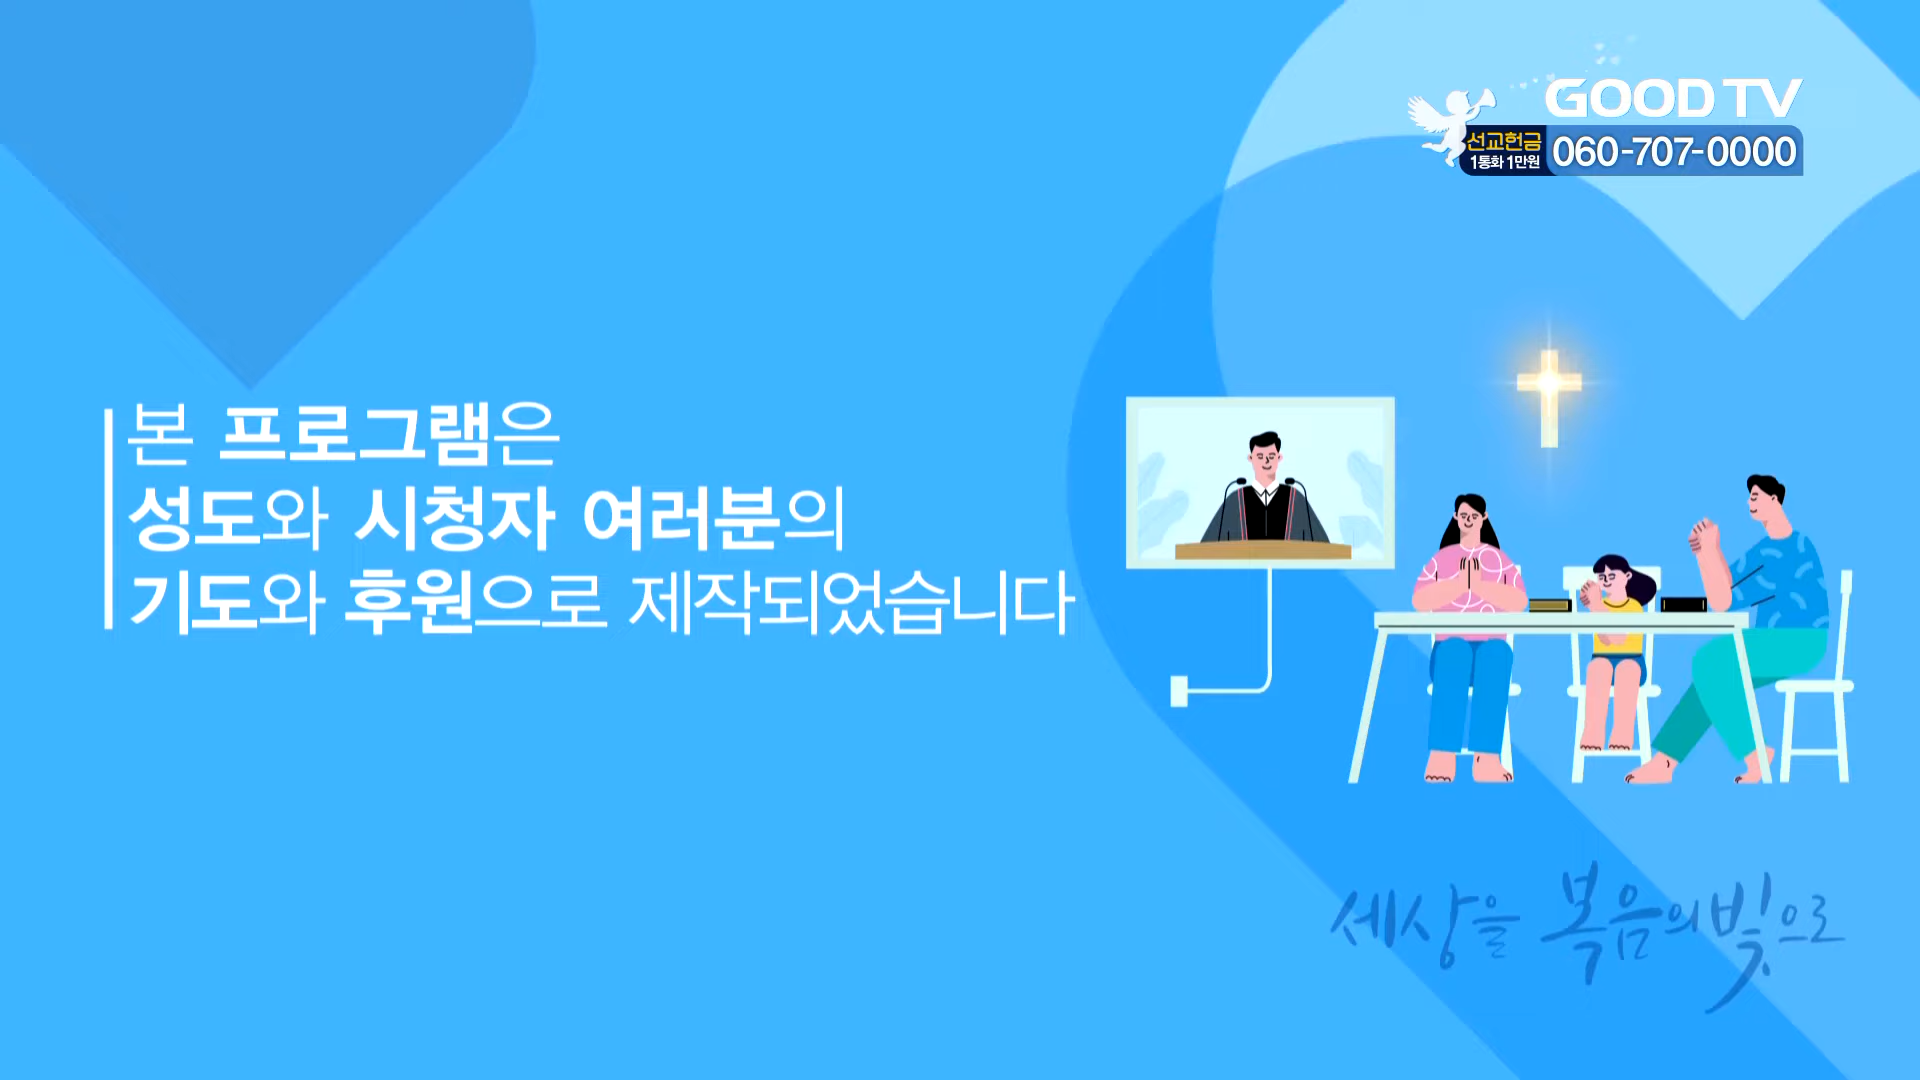 GOOD TV
선교헌금
1통화 1만원
060-707-0000
본 프로그램은
성도와 시청자 여러분의
기도와 후원으로 제작되었습니다
세상을 복음의 빛으로